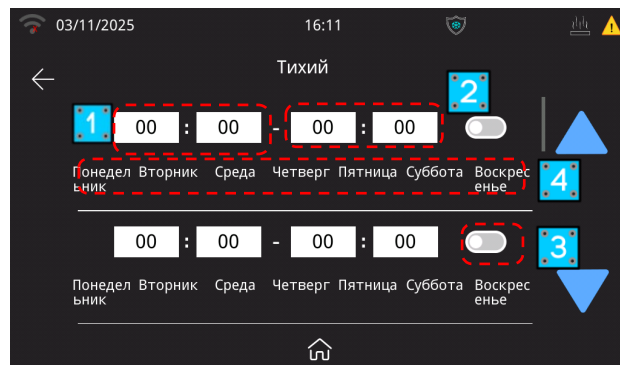 03/11/2025 16:11
Тихий
1 2
00 : 00 - 00 : 00
Понедел Вторник Среда Четверг Пятница Суббота Воскрес
ьник енье
4
00 : 00 - 00 : 00
3
Понедел Вторник Среда Четверг Пятница Суббота Воскрес
ьник енье